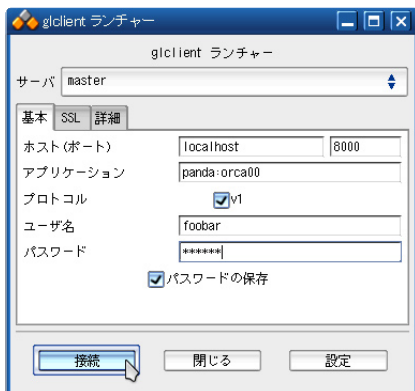 glclient ランチャー
glclient ランチャー
サーバ master
基本 SSL 詳細
ホスト(ポート) localhost 8000
アプリケーション panda:orca00
プロトコル v1
ユーザ名 foobar
パスワード ******
パスワードの保存
接続 閉じる 設定